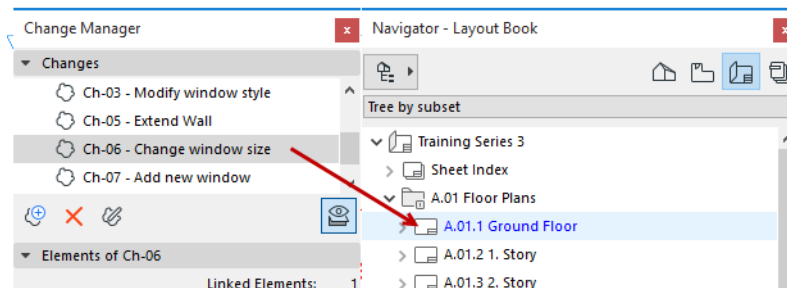 Change Manager
Changes
Ch-03 - Modify window style
Ch-05 - Extend Wall
Ch-06 - Change window size
Ch-07 - Add new window
Elements of Ch-06
Linked Elements: 1
Navigator - Layout Book
Tree by subset
Training Series 3
Sheet Index
A.01 Floor Plans
A.01.1 Ground Floor
A.01.2 1. Story
A.01.3 2. Story